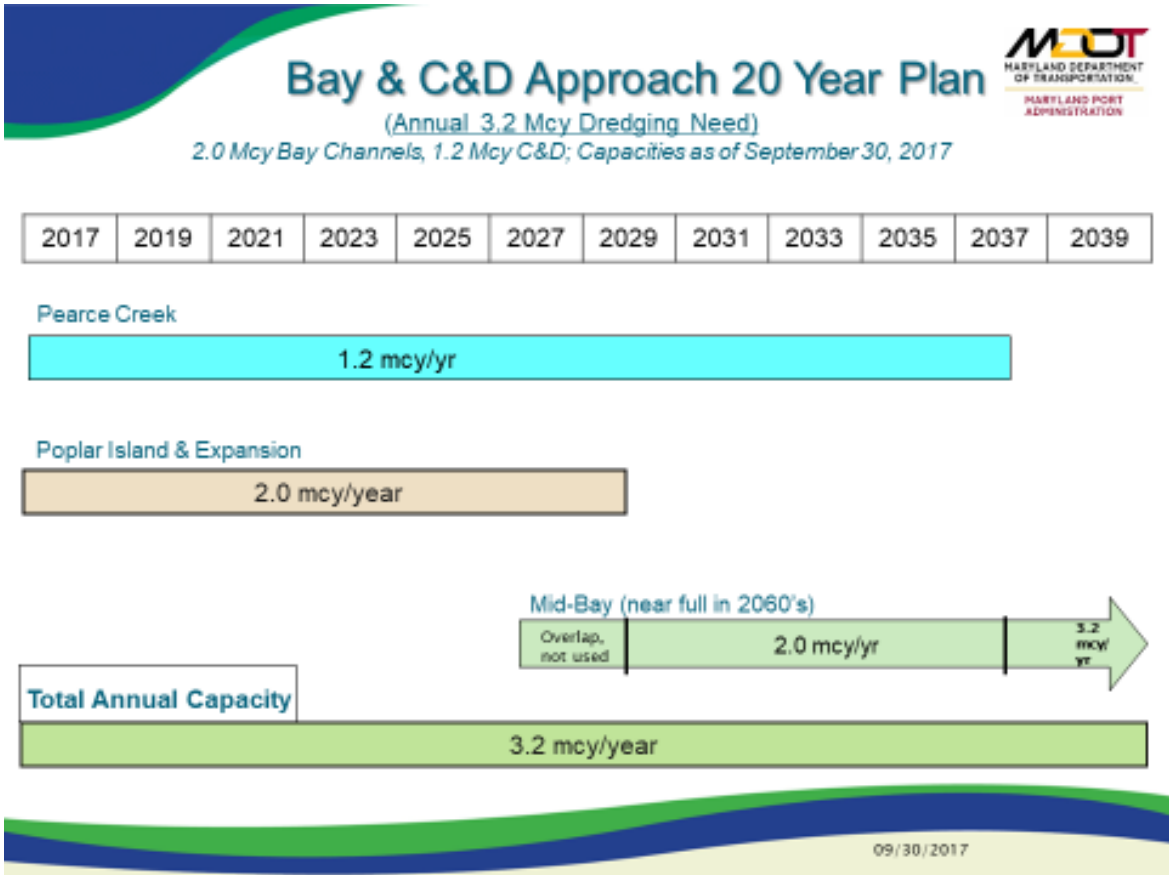 MDOT
MARYLAND DEPARTMENT
OF TRANSPORTATION
MARYLAND PORT
ADMINISTRATION
Bay & C&D Approach 20 Year Plan
(Annual 3.2 Mcy Dredging Need)
2.0 Mcy Bay Channels, 1.2 Mcy C&D; Capacities as of September 30, 2017
2017 2019 2021 2023 2025 2027 2029 2031 2033 2035 2037 2039
Pearce Creek
1.2 mcy/yr
Poplar Island & Expansion
2.0 mcy/year
Mid-Bay (near full in 2060's)
Overlap,
not used
2.0 mcy/yr
3.2
mcy/
yr
Total Annual Capacity
3.2 mcy/year
09/30/2017